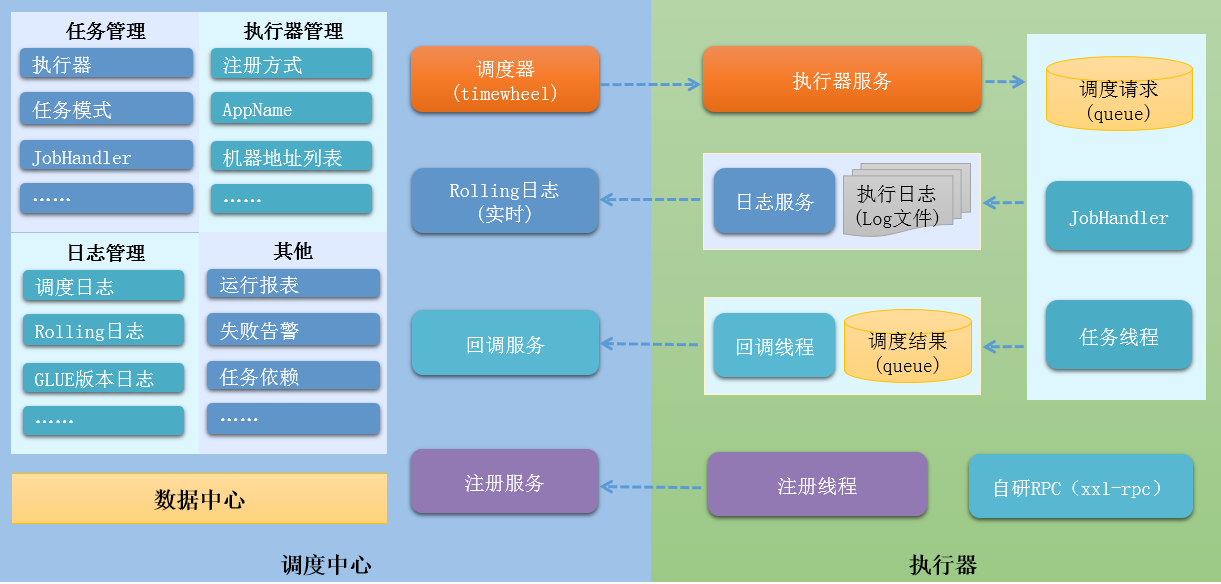 任务管理
执行器
任务模式
JobHandler
……
执行器管理
注册方式
AppName
机器地址列表
……
日志管理
调度日志
Rolling日志
GLUE版本日志
……
其他
运行报表
失败告警
任务依赖
……
数据中心
调度器
(timewheel)
Rolling日志
(实时)
回调服务
注册服务
调度中心
执行器服务
日志服务
执行日志
(Log文件)
回调线程
调度结果
(queue)
注册线程
调度请求
(queue)
JobHandler
任务线程
自研RPC（xxl-rpc）
执行器